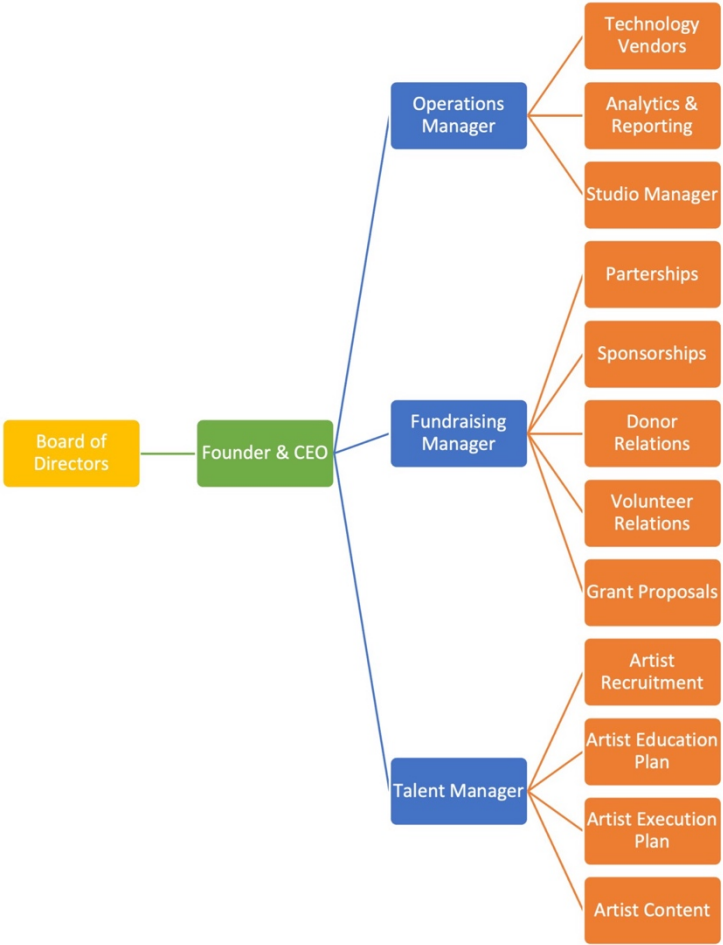 Board of
Directors
Founder & CEO
Operations
Manager
Technology
Vendors
Analytics &
Reporting
Studio Manager
Fundraising
Manager
Parterships
Sponsorships
Donor
Relations
Volunteer
Relations
Grant Proposals
Talent Manager
Artist
Recruitment
Artist Education
Plan
Artist Execution
Plan
Artist Content